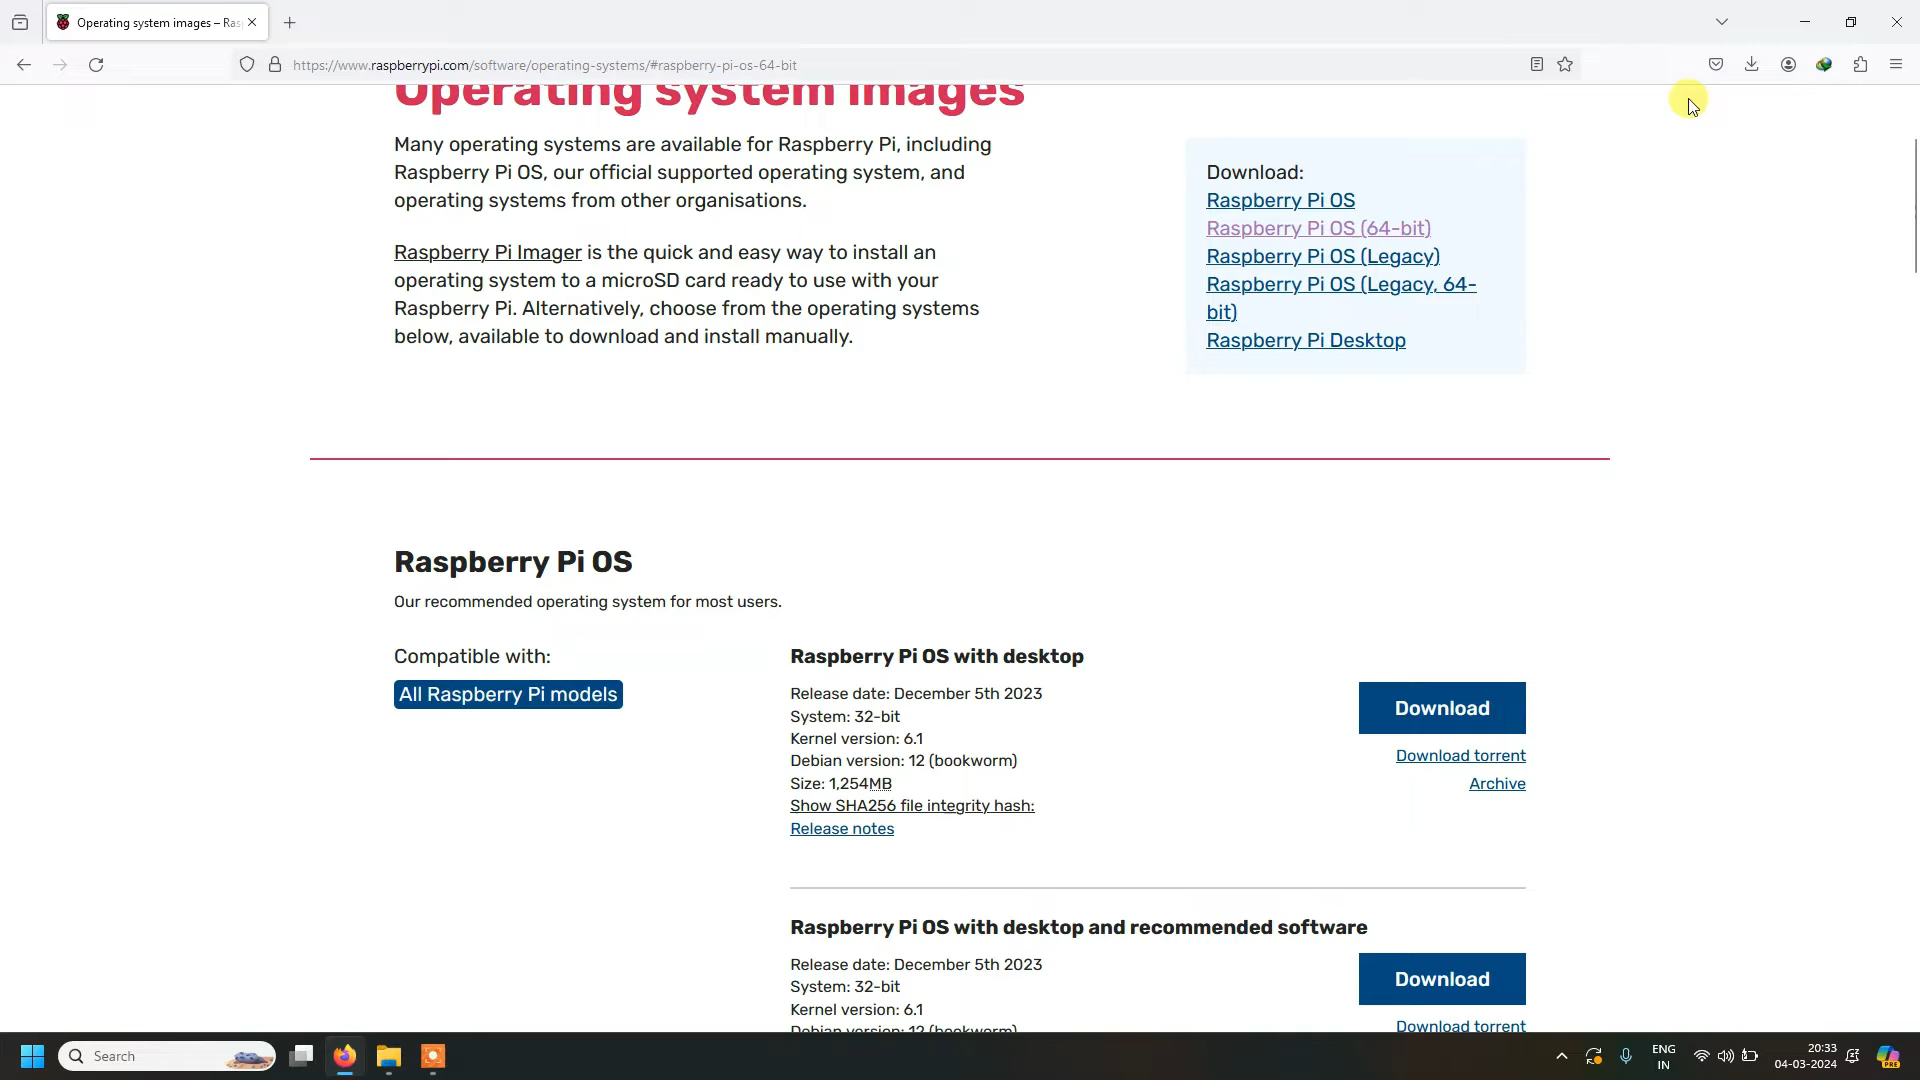 Operating system images – Ras
https://www.raspberrypi.com/software/operating-systems/#raspberry-pi-os-64-bit
Operating system images
Many operating systems are available for Raspberry Pi, including
Raspberry Pi OS, our official supported operating system, and
operating systems from other organisations.
Raspberry Pi Imager is the quick and easy way to install an
operating system to a microSD card ready to use with your
Raspberry Pi. Alternatively, choose from the operating systems
below, available to download and install manually.
Download:
Raspberry Pi OS
Raspberry Pi OS (64-bit)
Raspberry Pi OS (Legacy)
Raspberry Pi OS (Legacy, 64-
bit)
Raspberry Pi Desktop
Raspberry Pi OS
Our recommended operating system for most users.
Compatible with:
All Raspberry Pi models
Raspberry Pi OS with desktop
Release date: December 5th 2023
System: 32-bit
Kernel version: 6.1
Debian version: 12 (bookworm)
Size: 1,254MB
Show SHA256 file integrity hash:
Release notes
Download
Download torrent
Archive
Raspberry Pi OS with desktop and recommended software
Release date: December 5th 2023
System: 32-bit
Kernel version: 6.1
Debian version: 12 (bookworm)
Download
Download torrent
Search
ENG
IN
20:33
04-03-2024
PRE